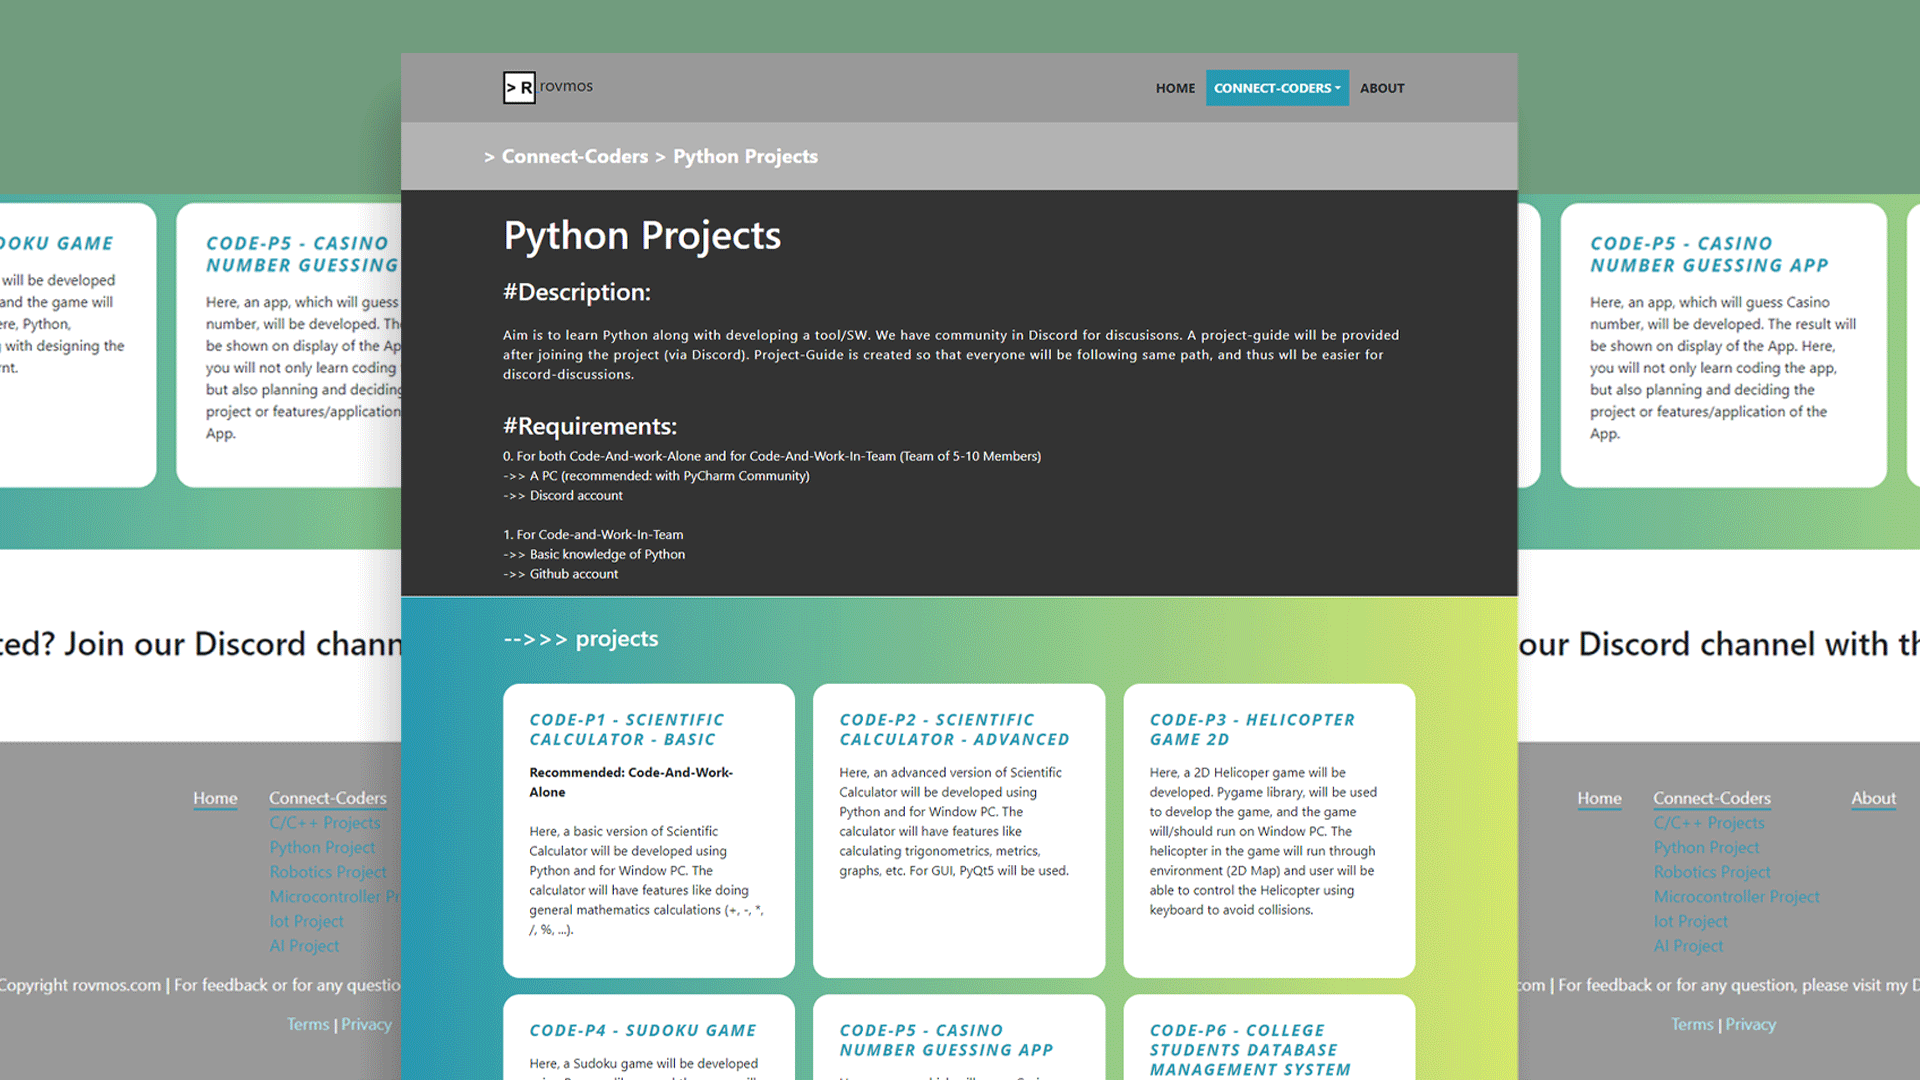 > R rovmos
HOME CONNECT-CODERS ABOUT
> Connect-Coders > Python Projects
Python Projects
#Description:
Aim is to learn Python along with developing a tool/SW. We have community in Discord for discusisons. A project-guide will be provided
after joining the project (via Discord). Project-Guide is created so that everyone will be following same path, and thus wll be easier for
discord-discussions.
#Requirements:
0. For both Code-And-work-Alone and for Code-And-Work-In-Team (Team of 5-10 Members)
->> A PC (recommended: with PyCharm Community)
->> Discord account
1. For Code-and-Work-In-Team
->> Basic knowledge of Python
->> Github account
-->>> projects
CODE-P1 - SCIENTIFIC
CALCULATOR - BASIC
Recommended: Code-And-Work-
Alone
Here, a basic version of Scientific
Calculator will be developed using
Python and for Window PC. The
calculator will have features like doing
general mathematics calculations (+, -, *,
/, %, ...).
CODE-P2 - SCIENTIFIC
CALCULATOR - ADVANCED
Here, an advanced version of Scientific
Calculator will be developed using
Python and for Window PC. The
calculator will have features like
calculating trigonometrics, metrics,
graphs, etc. For GUI, PyQt5 will be used.
CODE-P3 - HELICOPTER
GAME 2D
Here, a 2D Helicoper game will be
developed. Pygame library, will be used
to develop the game, and the game
will/should run on Window PC. The
helicopter in the game will run through
environment (2D Map) and user will be
able to control the Helicopter using
keyboard to avoid collisions.
CODE-P4 - SUDOKU GAME
Here, a Sudoku game will be developed
CODE-P5 - CASINO
NUMBER GUESSING APP
CODE-P6 - COLLEGE
STUDENTS DATABASE
MANAGEMENT SYSTEM
GAME
will be developed
and the game will
Python,
with designing the
CODE-P5 - CASINO
NUMBER GUESSING
Here, an app, which will guess
number, will be developed.
be shown on display of the
you will not only learn coding
but also planning and deciding
project or features/application
App.
Join our Discord
Home
Connect-Coders
C/C++ Projects
Python Project
Robotics Project
Microcontroller
Iot Project
AI Project
Copyright rovmos.com | For feedback or for any
Terms | Privacy
CODE-P5 - CASINO
NUMBER GUESSING APP
Here, an app, which will guess Casino
number, will be developed. The result will
be shown on display of the App. Here,
you will not only learn coding the app,
but also planning and deciding the
project or features/application of the
App.
our Discord channel with
Home
Connect-Coders
About
C/C++ Projects
Python Project
Robotics Project
Microcontroller Project
Iot Project
AI Project
| For feedback or for any question, please visit my
Terms | Privacy